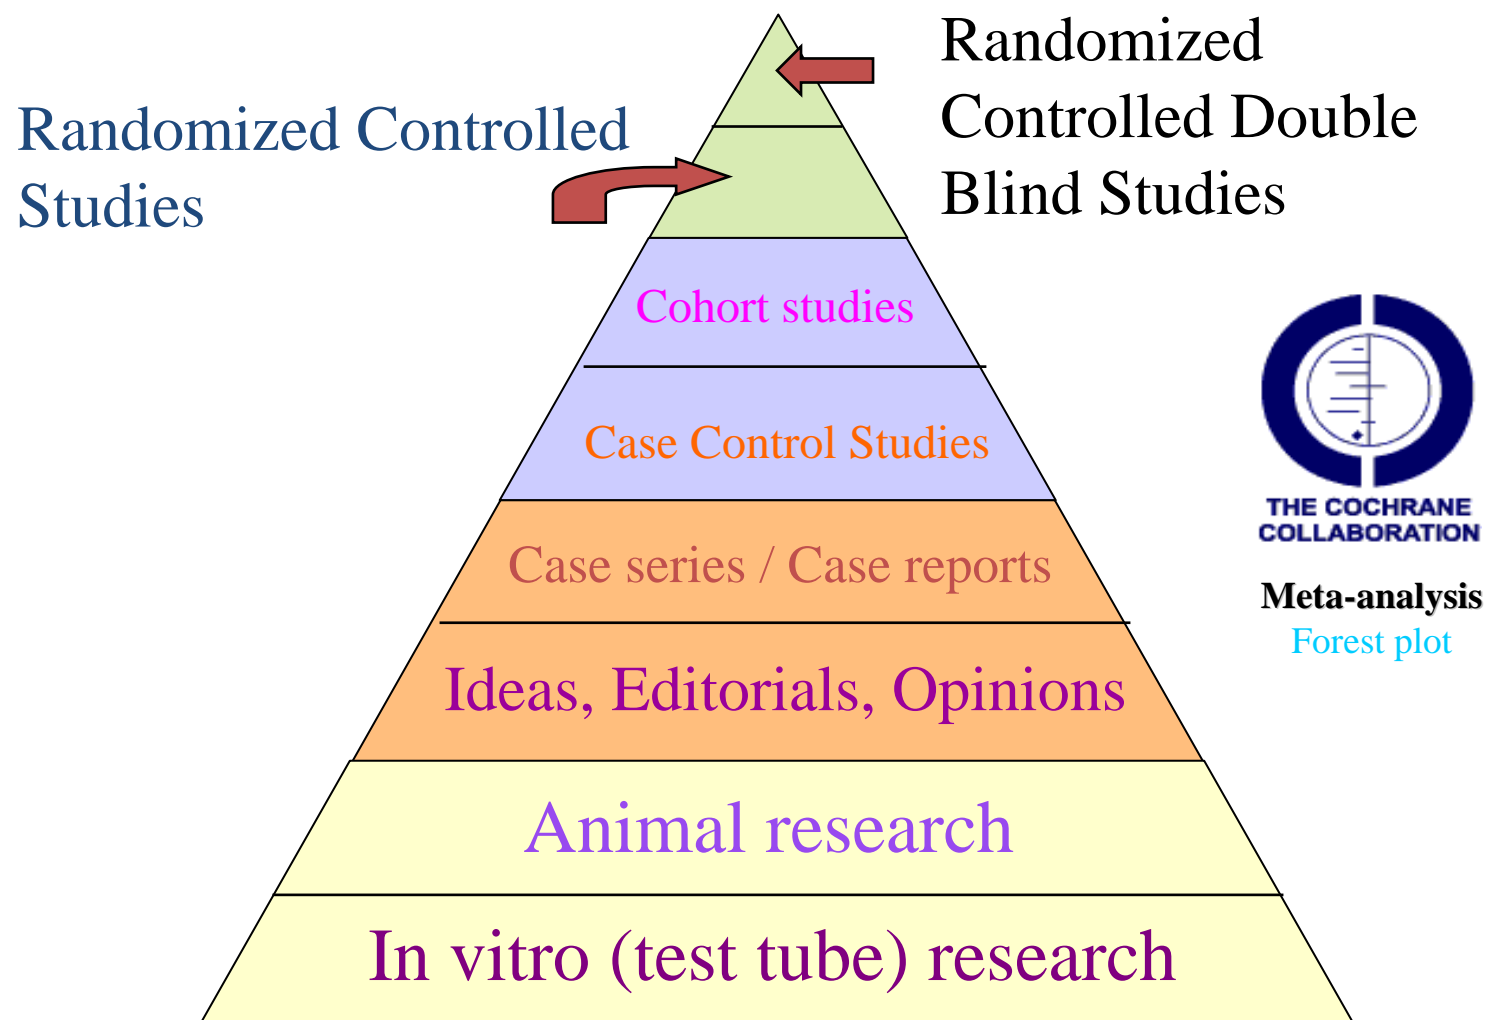 Randomized
Controlled Double
Blind Studies
Randomized Controlled
Studies
Cohort studies
Case Control Studies
THE COCHRANE
COLLABORATION
Case series / Case reports
Meta-analysis
Forest plot
Ideas, Editorials, Opinions
Animal research
In vitro (test tube) research